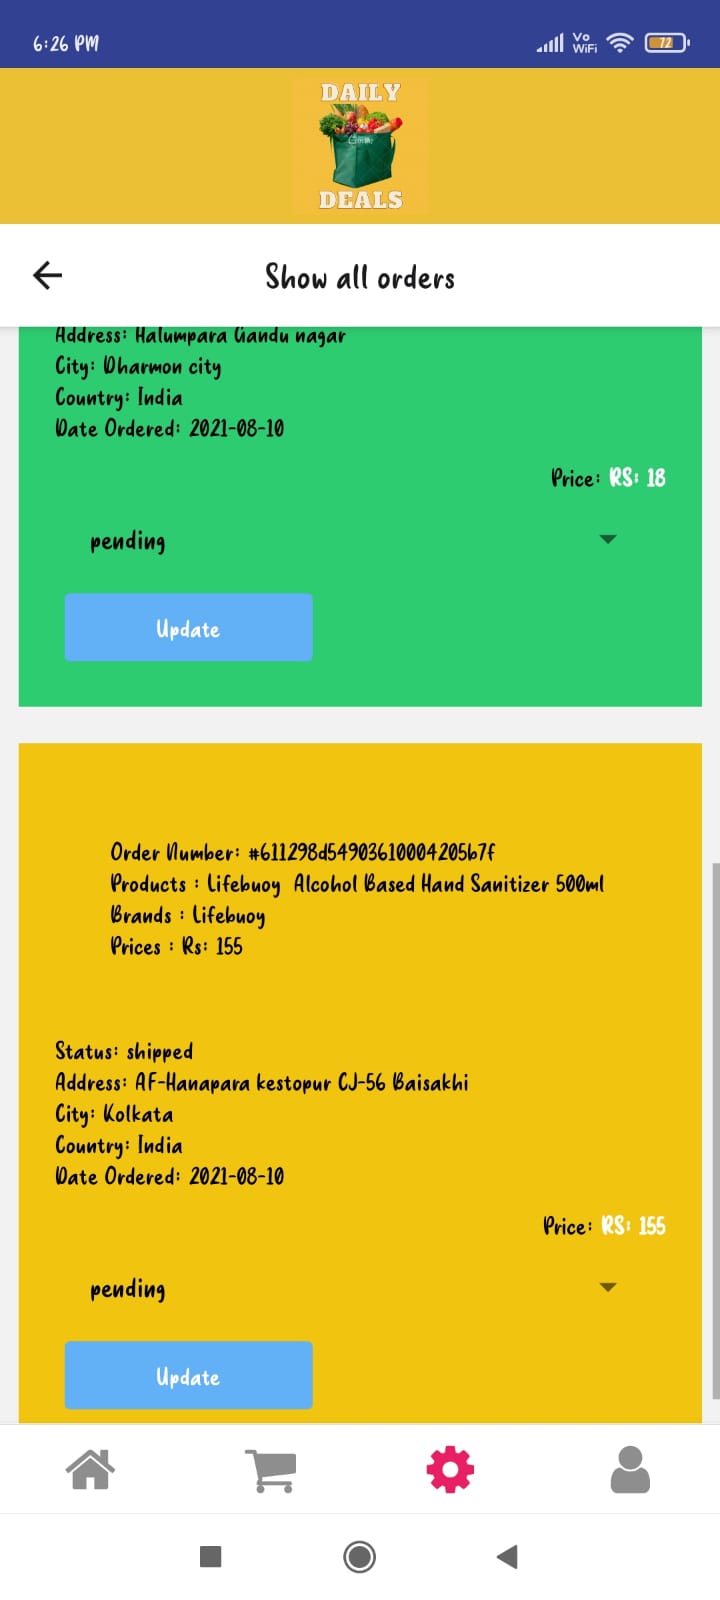 6:26 PM
Vo
WiFi
72
DAILY
DEALS
Show all orders
Address: Halumpara Gandu nagar
City: Dharmon city
Country: India
Date Ordered: 2021-08-10
Price: RS: 18
pending
Update
Order Number: #611298d54903610004205b7f
Products : Lifebuoy  Alcohol Based Hand Sanitizer 500ml
Brands : Lifebuoy
Prices : Rs: 155
Status: shipped
Address: AF-Hanapara kestopur CJ-56 Baisakhi
City: Kolkata
Country: India
Date Ordered: 2021-08-10
Price: RS: 155
pending
Update